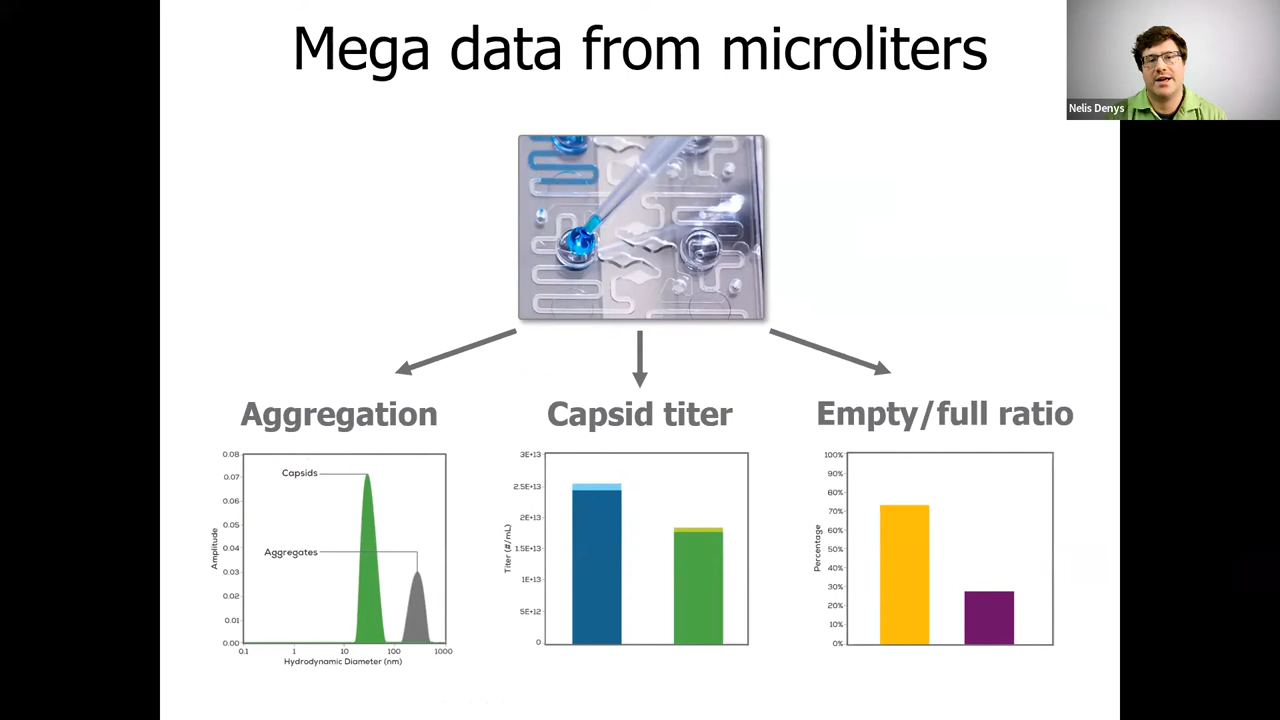 Mega data from microliters
Nelis Denys
Aggregation
Capsid titer
Empty/full ratio
0.08
0.07
0.06
0.05
0.04
0.03
0.02
0.01
0.00
Amplitude
Capsids
Aggregates
0.1 1 10 100 1000
Hydrodynamic Diameter (nm)
3E+13
2.5E+13
2E+13
1.5E+13
1E+13
5E+12
0
Titer (#/mL)
100%
90%
80%
70%
60%
50%
40%
30%
20%
10%
0%
Percentage